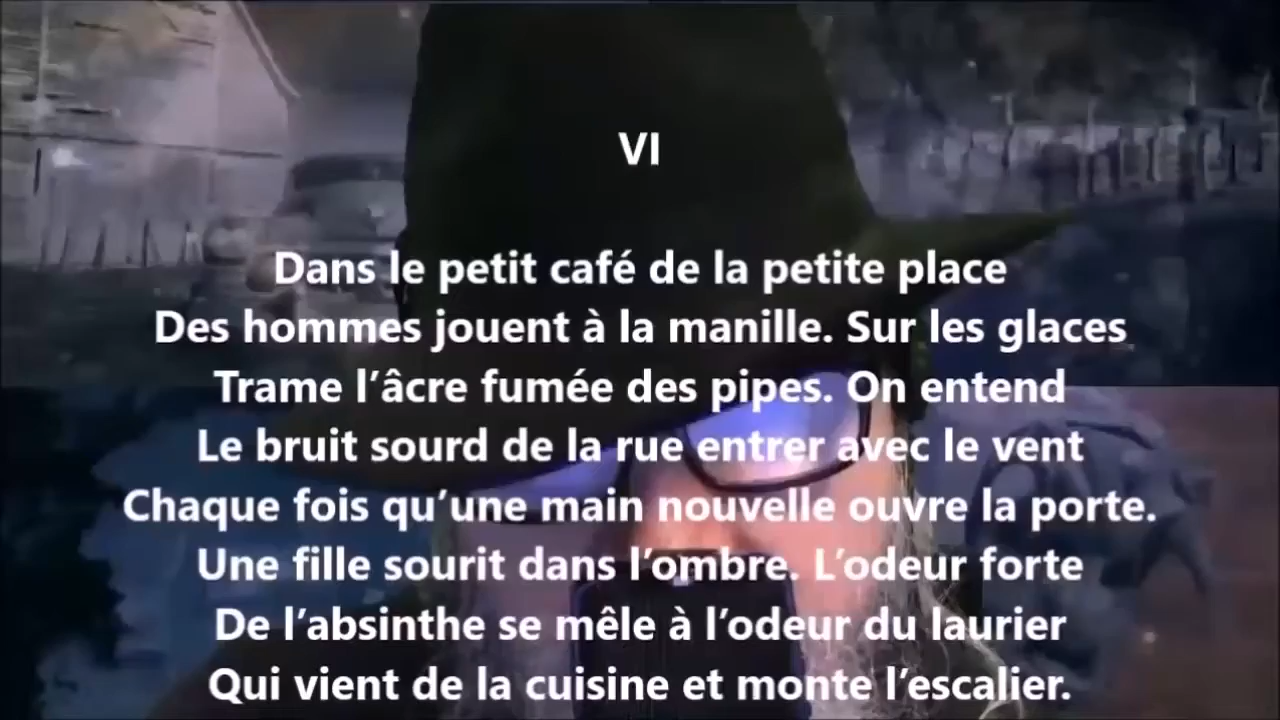 VI
Dans le petit café de la petite place
Des hommes jouent à la manille. Sur les glaces
Trame l’âcre fumée des pipes. On entend
Le bruit sourd de la rue entrer avec le vent
Chaque fois qu’une main nouvelle ouvre la porte.
Une fille sourit dans l’ombre. L’odeur forte
De l’absinthe se mêle à l’odeur du laurier
Qui vient de la cuisine et monte l’escalier.